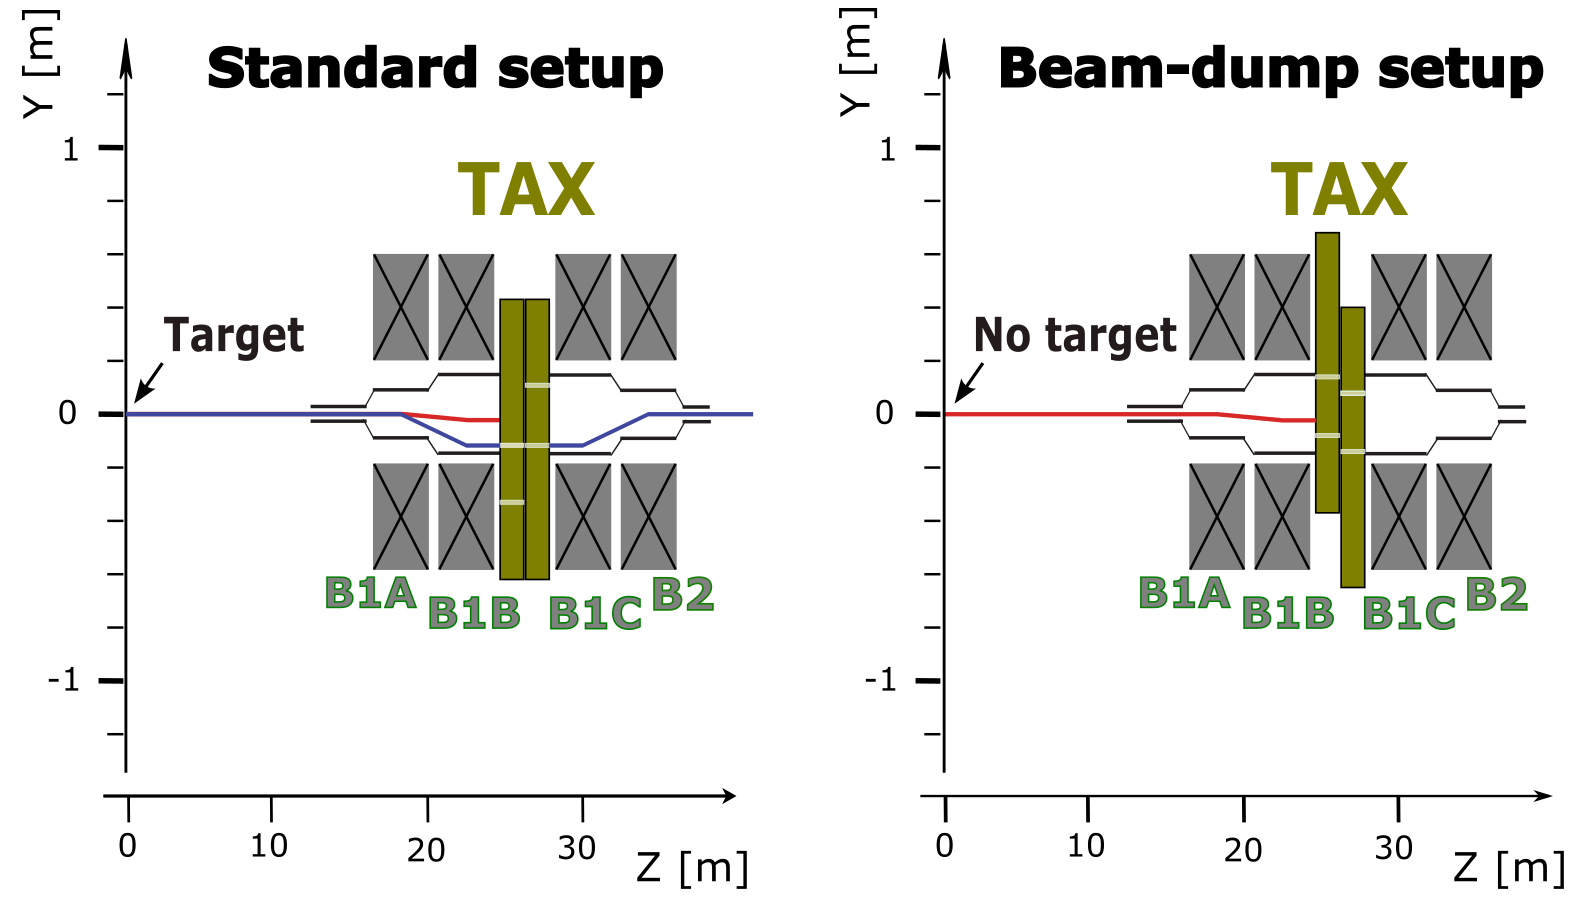 Standard setup
Y [m]
1
TAX
Target
0
B1A
B1B
B1C
B2
-1
0
10
20
30
Z [m]
Beam-dump setup
Y [m]
1
TAX
No target
0
B1A
B1B
B1C
B2
-1
0
10
20
30
Z [m]